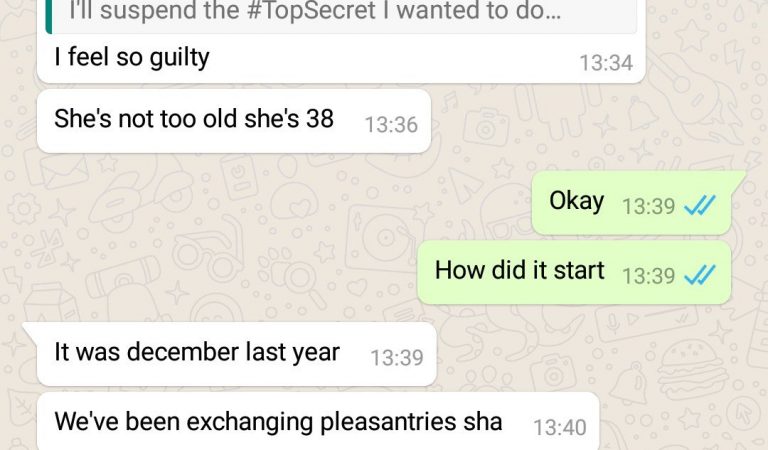 I'll suspend the #TopSecret I wanted to do…
I feel so guilty
13:34
She's not too old she's 38
13:36
Okay
13:39
How did it start
13:39
It was december last year
13:39
We've been exchanging pleasantries sha
13:40